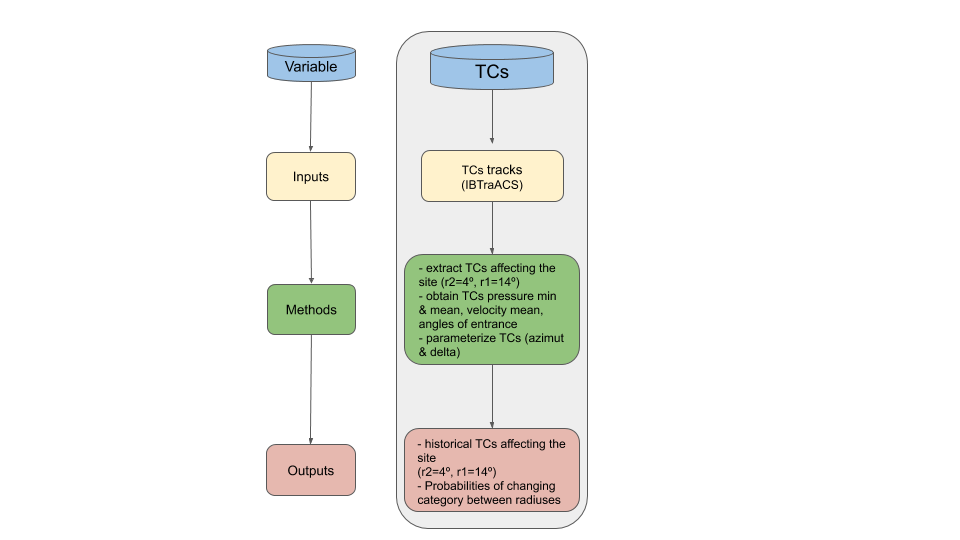 Variable
Inputs
Methods
Outputs
TCs
TCs tracks
(IBTraACS)
- extract TCs affecting the
site (r2=4º, r1=14º)
- obtain TCs pressure min
& mean, velocity mean,
angles of entrance
- parameterize TCs (azimut
& delta)
- historical TCs affecting the
site
(r2=4º, r1=14º)
- Probabilities of changing
category between radiuses